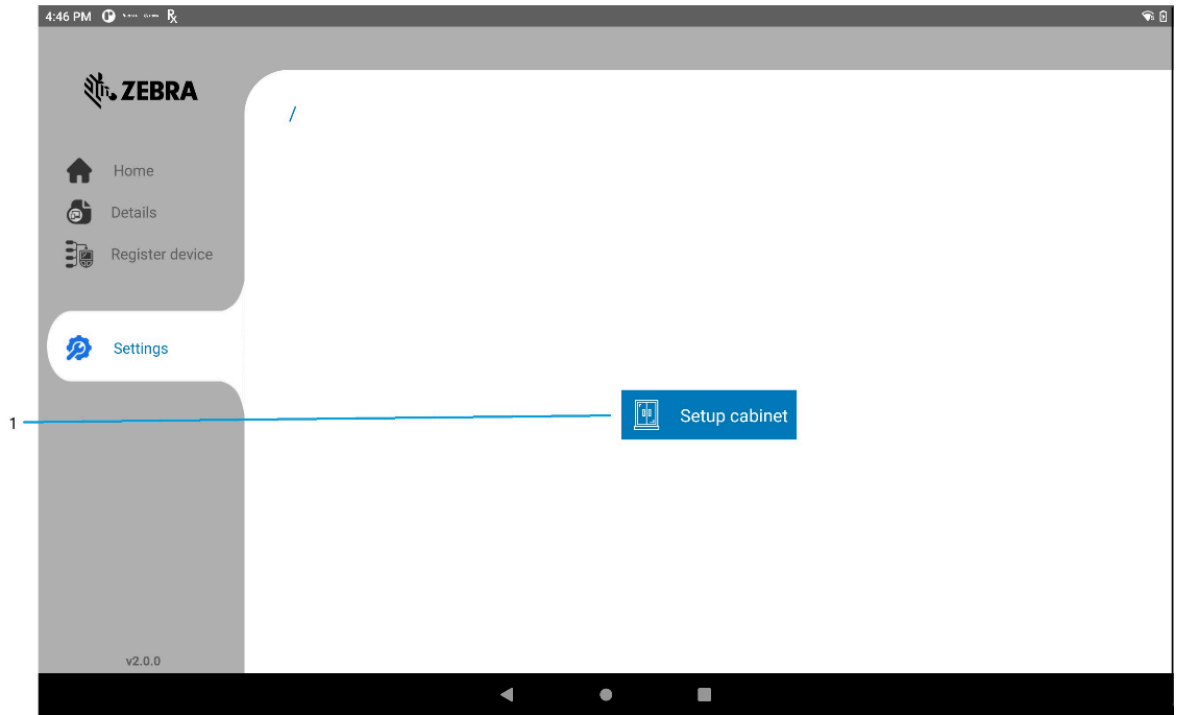 4:46 PM
ZEBRA
/
Home
Details
Register device
Settings
1
Setup cabinet
v2.0.0